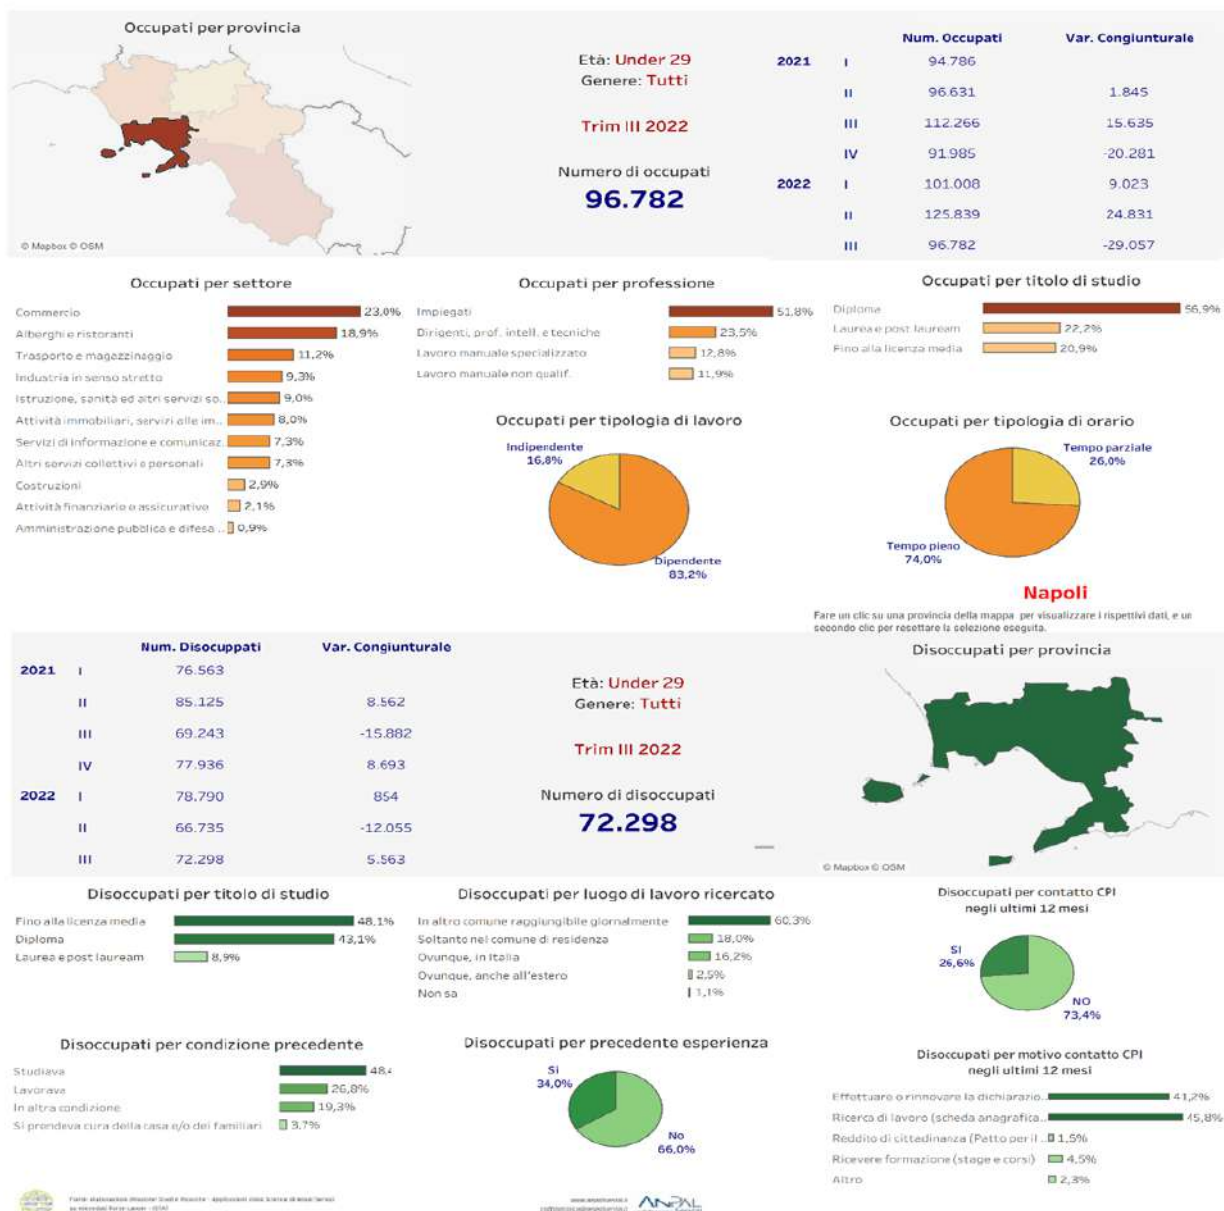 Occupati per provincia
© Mapbox © OSM
Età: Under 29
Genere: Tutti
Trim III 2022
Numero di occupati
96.782
Num. Occupati Var. Congiunturale
2021 I 94.786
II 96.631 1.845
III 112.266 15.635
IV 91.985 -20.281
2022 I 101.008 9.023
II 125.839 24.831
III 96.782 -29.057
Occupati per settore
Commercio 23,0%
Alberghi e ristoranti 18,9%
Trasporto e magazzinaggio 11,2%
Industria in senso stretto 9,3%
Istruzione, sanità ed altri servizi so.. 9,0%
Attività immobiliari, servizi alle im.. 8,0%
Servizi di informazione e comunicaz.. 7,3%
Altri servizi collettivi e personali 7,3%
Costruzioni 2,9%
Attività finanziarie e assicurative 2,1%
Amministrazione pubblica e difesa .. 0,9%
Occupati per professione
Impiegati 51,8%
Dirigenti, prof. intell. e tecniche 23,5%
Lavoro manuale specializzato 12,8%
Lavoro manuale non qualif. 11,9%
Occupati per titolo di studio
Diploma 56,9%
Laurea e post lauream 22,2%
Fino alla licenza media 20,9%
Occupati per tipologia di lavoro
Indipendente
16,8%
Dipendente
83,2%
Occupati per tipologia di orario
Tempo parziale
26,0%
Tempo pieno
74,0%
Napoli
Fare un clic su una provincia della mappa per visualizzare i rispettivi dati, e un
secondo clic per resettare la selezione eseguita.
Num. Disoccupati Var. Congiunturale
2021 I 76.563
II 85.125 8.562
III 69.243 -15.882
IV 77.936 8.693
2022 I 78.790 854
II 66.735 -12.055
III 72.298 5.563
Età: Under 29
Genere: Tutti
Trim III 2022
Numero di disoccupati
72.298
Disoccupati per provincia
© Mapbox © OSM
Disoccupati per titolo di studio
Fino alla licenza media 48,1%
Diploma 43,1%
Laurea e post lauream 8,9%
Disoccupati per luogo di lavoro ricercato
In altro comune raggiungibile giornalmente 60,3%
Soltanto nel comune di residenza 18,0%
Ovunque, in Italia 16,2%
Ovunque, anche all'estero 2,5%
Non sa 1,1%
Disoccupati per contatto CPI
negli ultimi 12 mesi
SI
26,6%
NO
73,4%
Disoccupati per condizione precedente
Studiava 48,
Lavorava 26,8%
In altra condizione 19,3%
Si prendeva cura della casa e/o dei familiari 3,7%
Disoccupati per precedente esperienza
Sì
34,0%
No
66,0%
Disoccupati per motivo contatto CPI
negli ultimi 12 mesi
Effettuare o rinnovare la dichiarazio.. 41,2%
Ricerca di lavoro (scheda anagrafica.. 45,8%
Reddito di cittadinanza (Patto per il .. 1,5%
Ricevere formazione (stage e corsi) 4,5%
Altro 2,3%
ANPAL